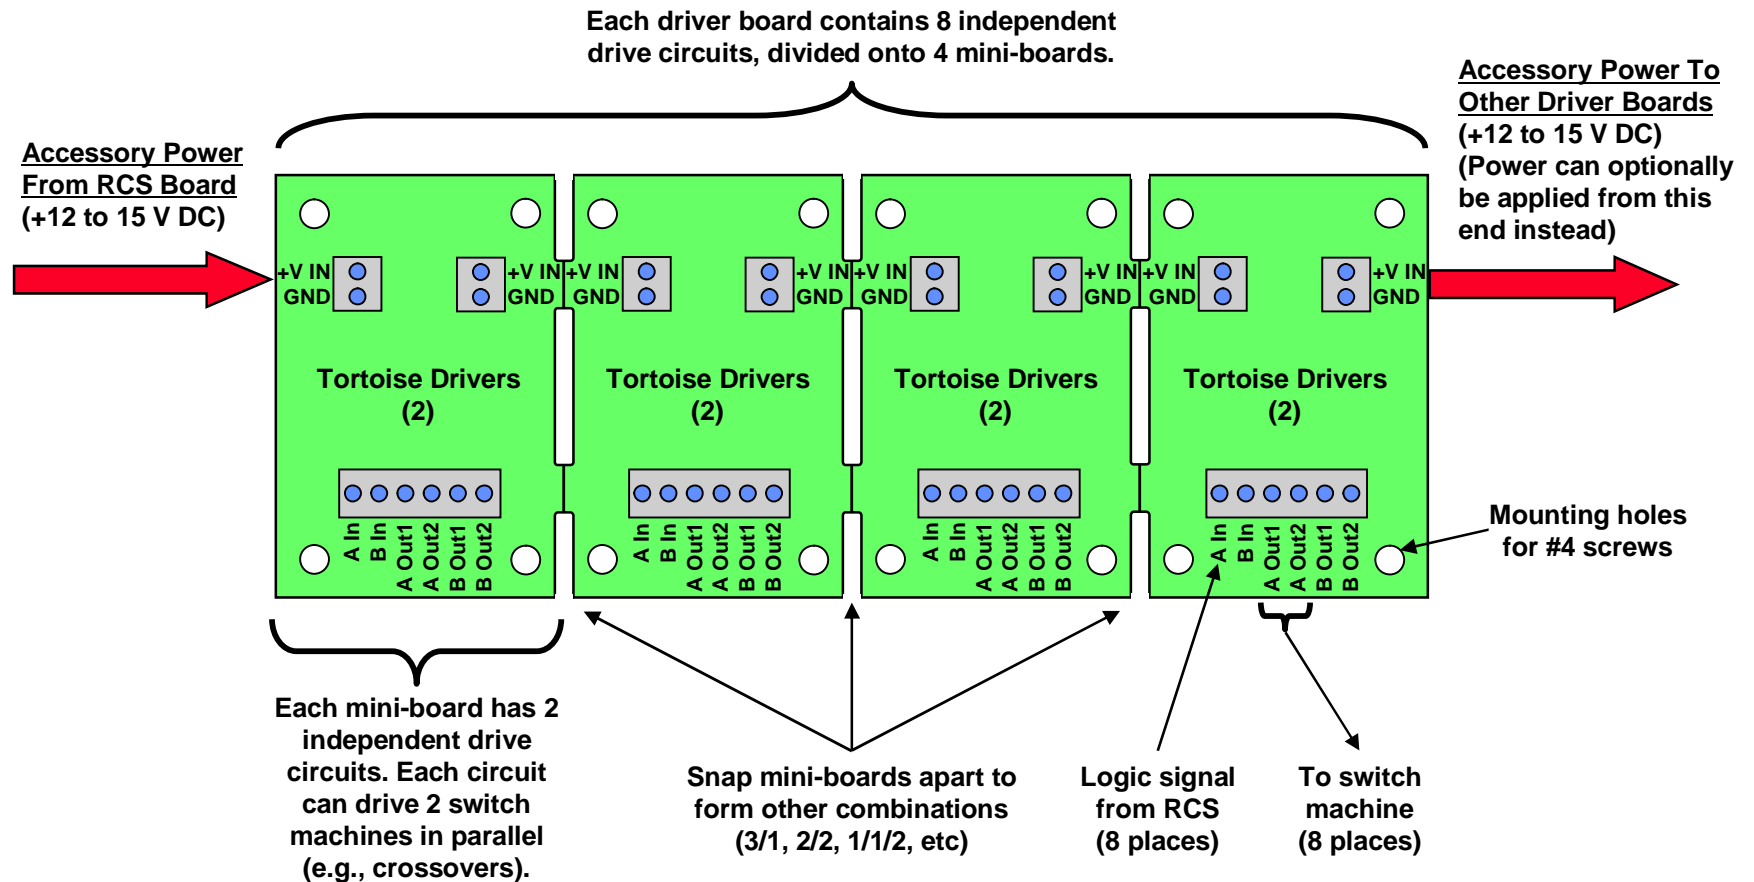 Each driver board contains 8 independent
drive circuits, divided onto 4 mini-boards.
Accessory Power
From RCS Board
(+12 to 15 V DC)
Accessory Power To
Other Driver Boards
(+12 to 15 V DC)
(Power can optionally
be applied from this
end instead)
+V IN
GND
+V IN
GND
+V IN
GND
+V IN
GND
+V IN
GND
+V IN
GND
+V IN
GND
+V IN
GND
Tortoise Drivers
(2)
Tortoise Drivers
(2)
Tortoise Drivers
(2)
Tortoise Drivers
(2)
A In
B In
A Out1
A Out2
B Out1
B Out2
A In
B In
A Out1
A Out2
B Out1
B Out2
A In
B In
A Out1
A Out2
B Out1
B Out2
A In
B In
A Out1
A Out2
B Out1
B Out2
Mounting holes
for #4 screws
Each mini-board has 2
independent drive
circuits. Each circuit
can drive 2 switch
machines in parallel
(e.g., crossovers).
Snap mini-boards apart to
form other combinations
(3/1, 2/2, 1/1/2, etc)
Logic signal
from RCS
(8 places)
To switch
machine
(8 places)